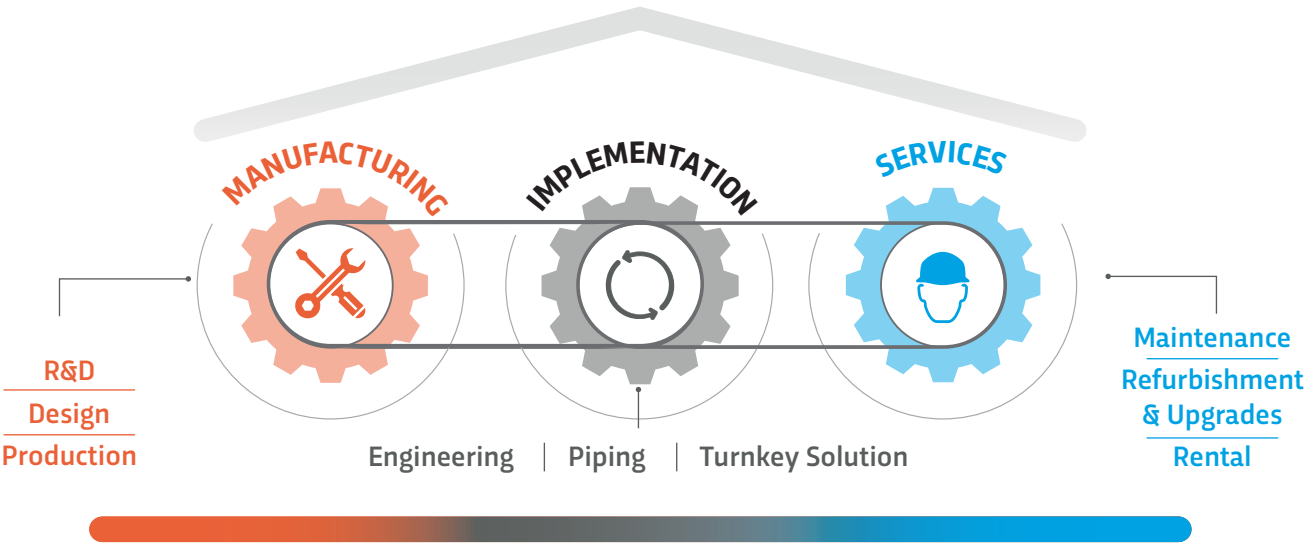 MANUFACTURING
IMPLEMENTATION
SERVICES
R&D
Design
Production
Engineering | Piping | Turnkey Solution
Maintenance
Refurbishment
& Upgrades
Rental